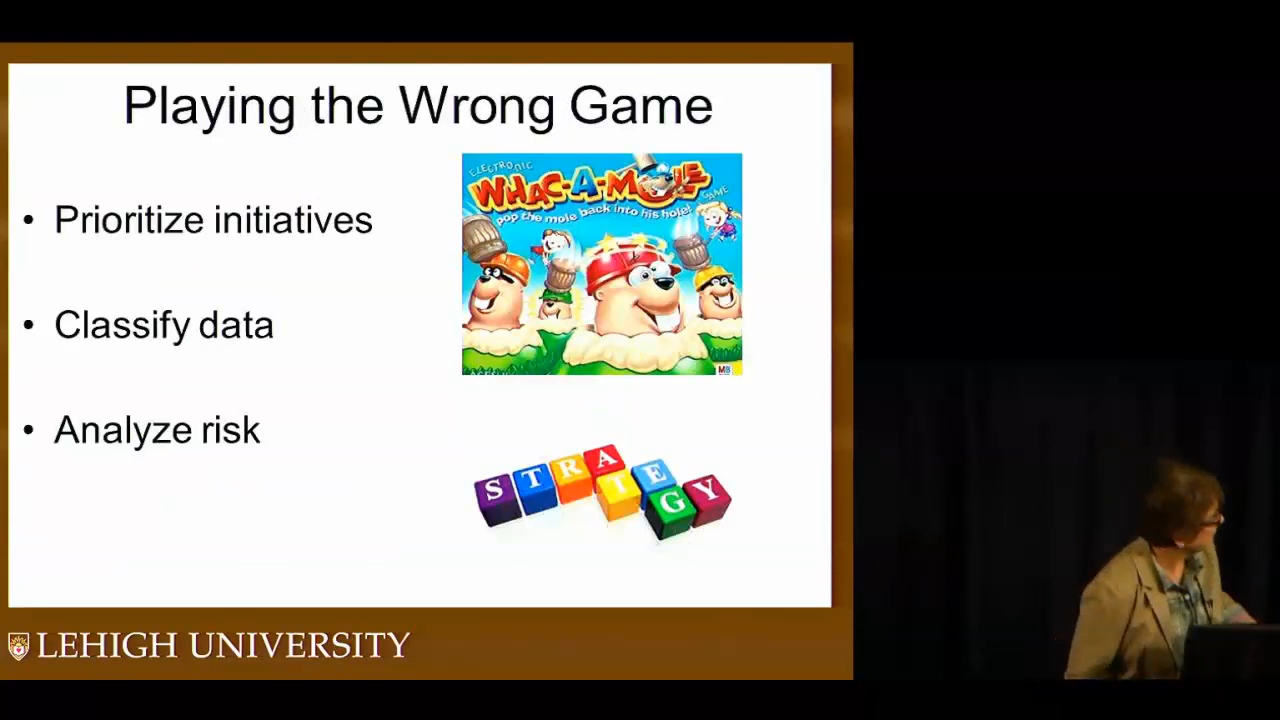 Playing the Wrong Game
• Prioritize initiatives
• Classify data
• Analyze risk
ELECTRONIC
WHAC-A-MOLE
GAME
pop the mole back into his hole!
MB
STRATEGY
LEHIGH UNIVERSITY